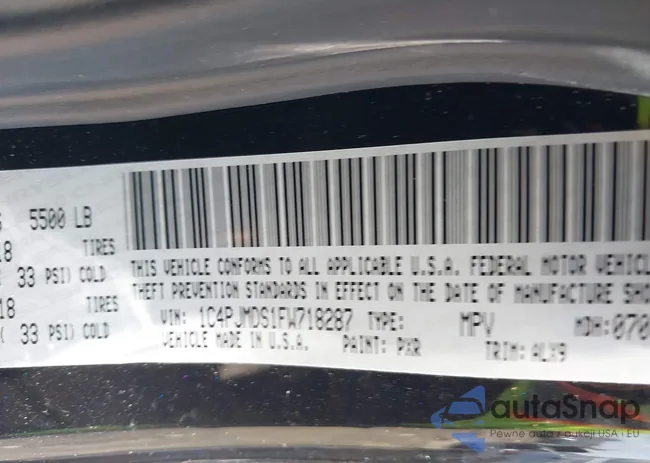 5500 LB
18 TIRES
33 PSI) COLD
18 TIRES
( 33 PSI) COLD
THIS VEHICLE CONFORMS TO ALL APPLICABLE U.S.A. FEDERAL MOTOR VEHICL
THEFT PREVENTION STANDARDS IN EFFECT ON THE DATE OF MANUFACTURE SHO
VIN: 1C4PJMDS1FW718287 TYPE: MPV MDH: 070
VEHICLE MADE IN U.S.A. PAINT: PXR TRIM: ALX9
autoSnap
Pewne auta z aukcji USA i EU